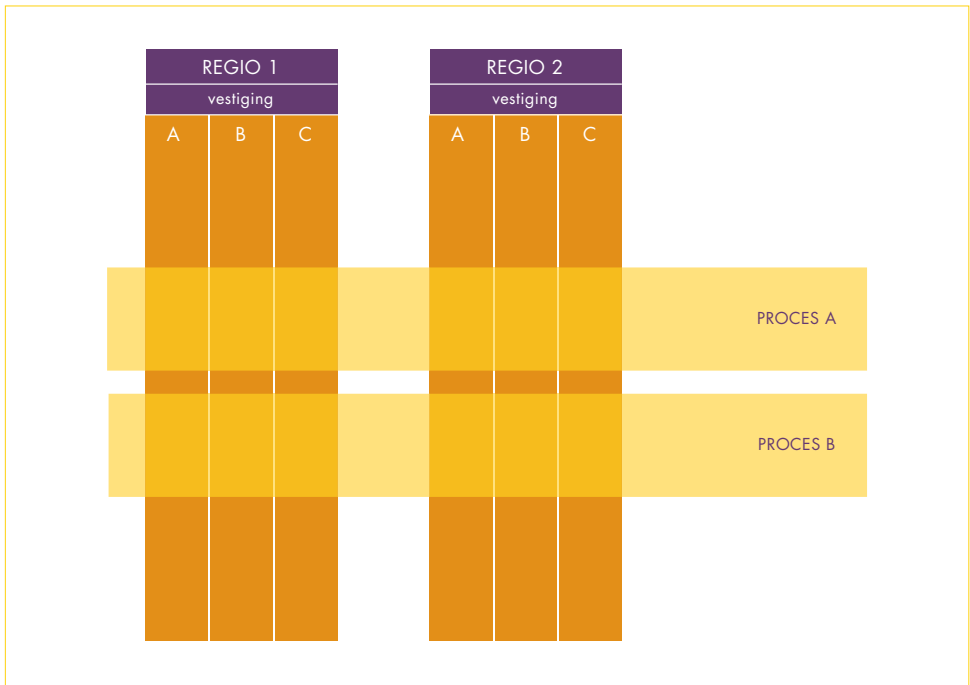 REGIO 1
vestiging
A B C
REGIO 2
vestiging
A B C
PROCES A
PROCES B